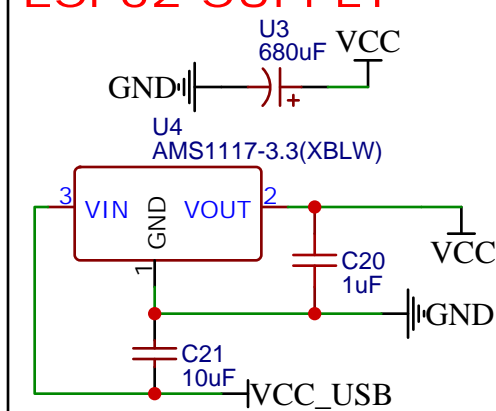 U3
680uF
VCC
GND
U4
AMS1117-3.3(XBLW)
3
VIN
GND
VOUT
2
1
VCC
C20
1uF
GND
C21
10uF
VCC_USB